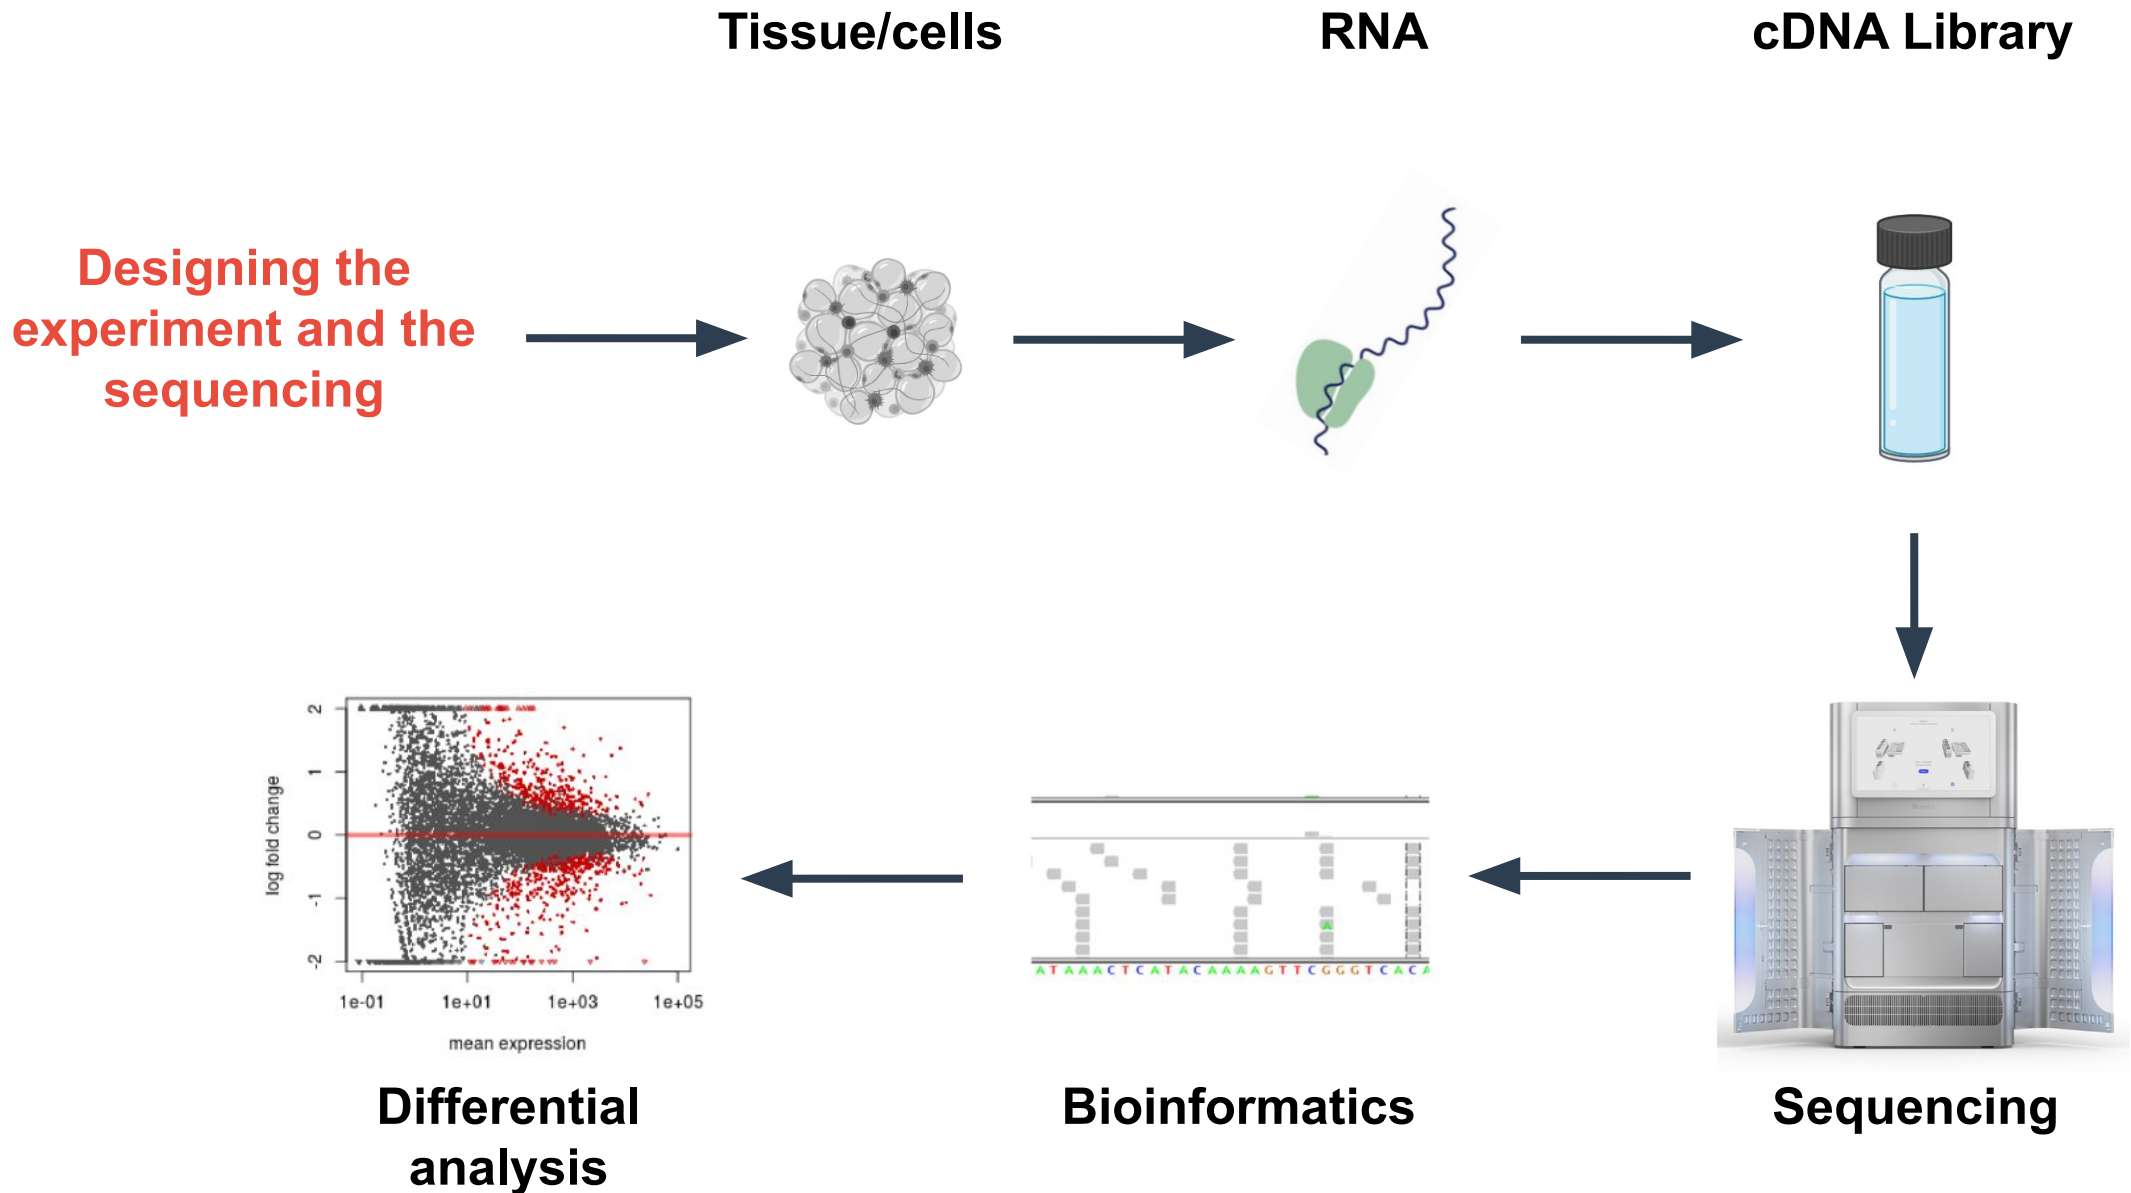 Tissue/cells
RNA
cDNA Library
Designing the
experiment and the
sequencing
2
1
0
-1
-2
log fold change
1e-01
1e+01
1e+03
1e+05
mean expression
A
ATAAACTCATACAAAAGTTCGGGTCACA
Differential
analysis
Bioinformatics
Sequencing